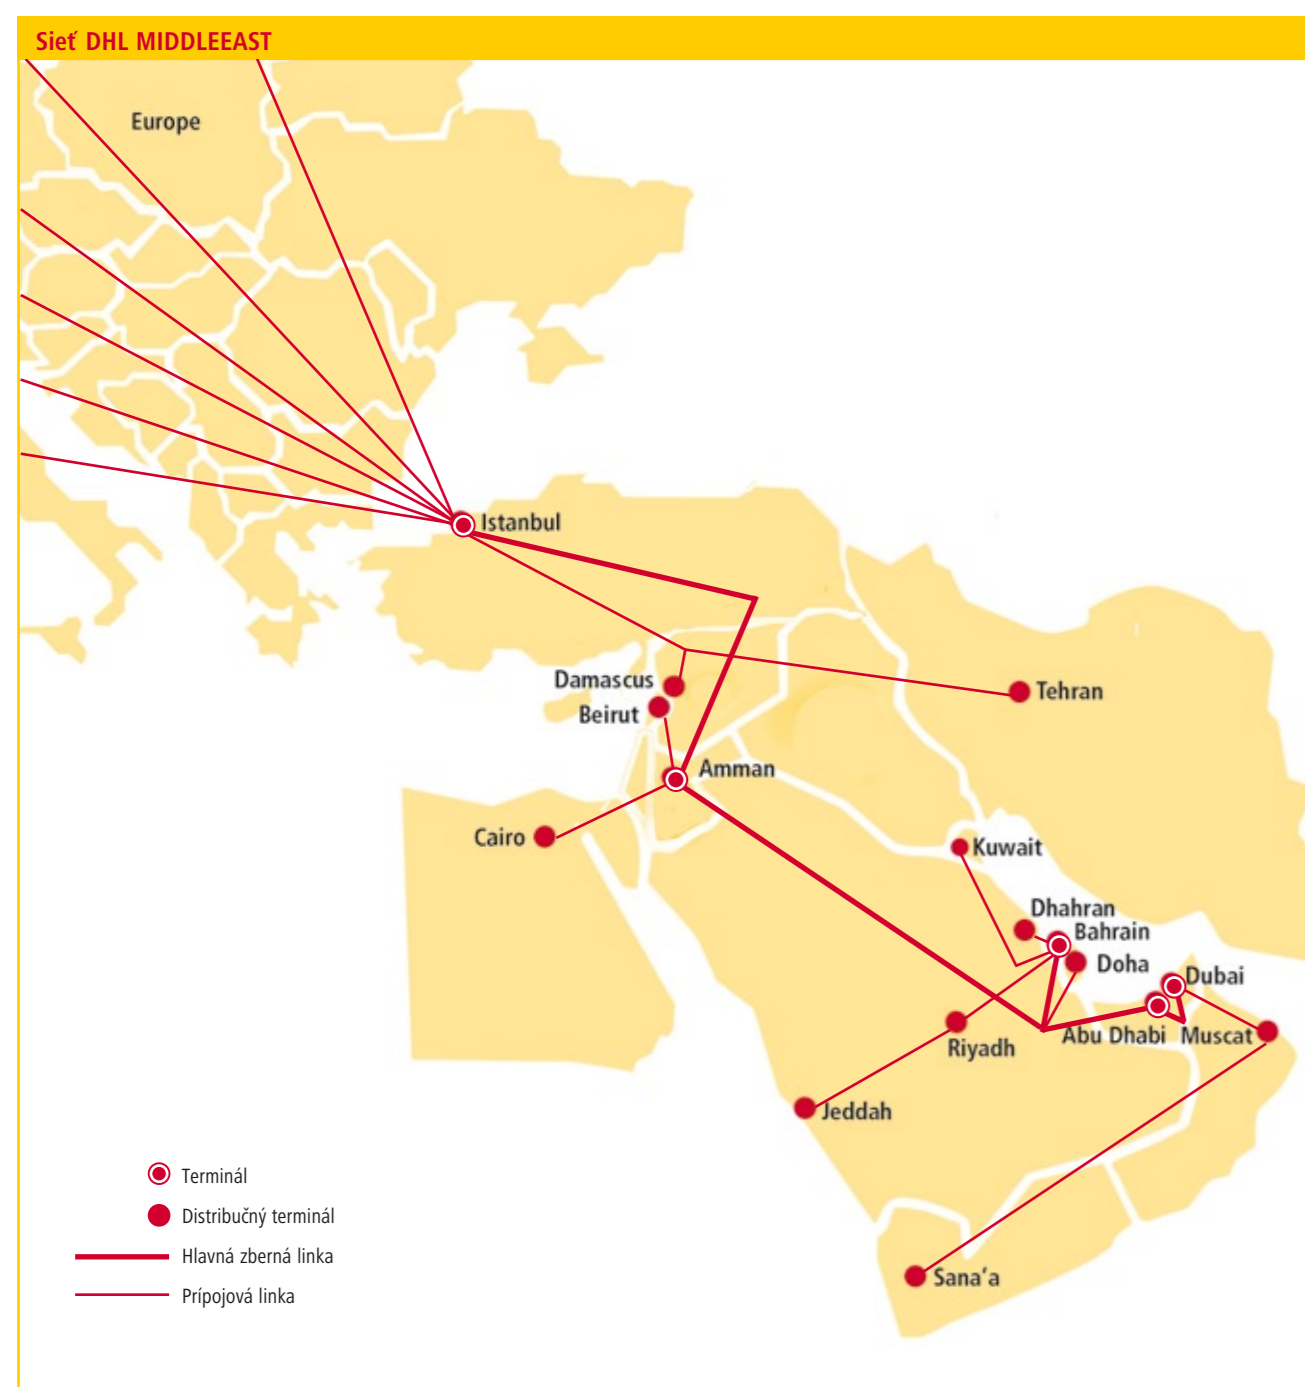 Sieť DHL MIDDLEEAST
Europe
Istanbul
Damascus
Tehran
Beirut
Amman
Cairo
Kuwait
Dhahran
Bahrain
Doha
Dubai
Abu Dhabi
Muscat
Riyadh
Jeddah
Terminál
Distribučný terminál
Hlavná zberná linka
Sana’a
Prípojová linka